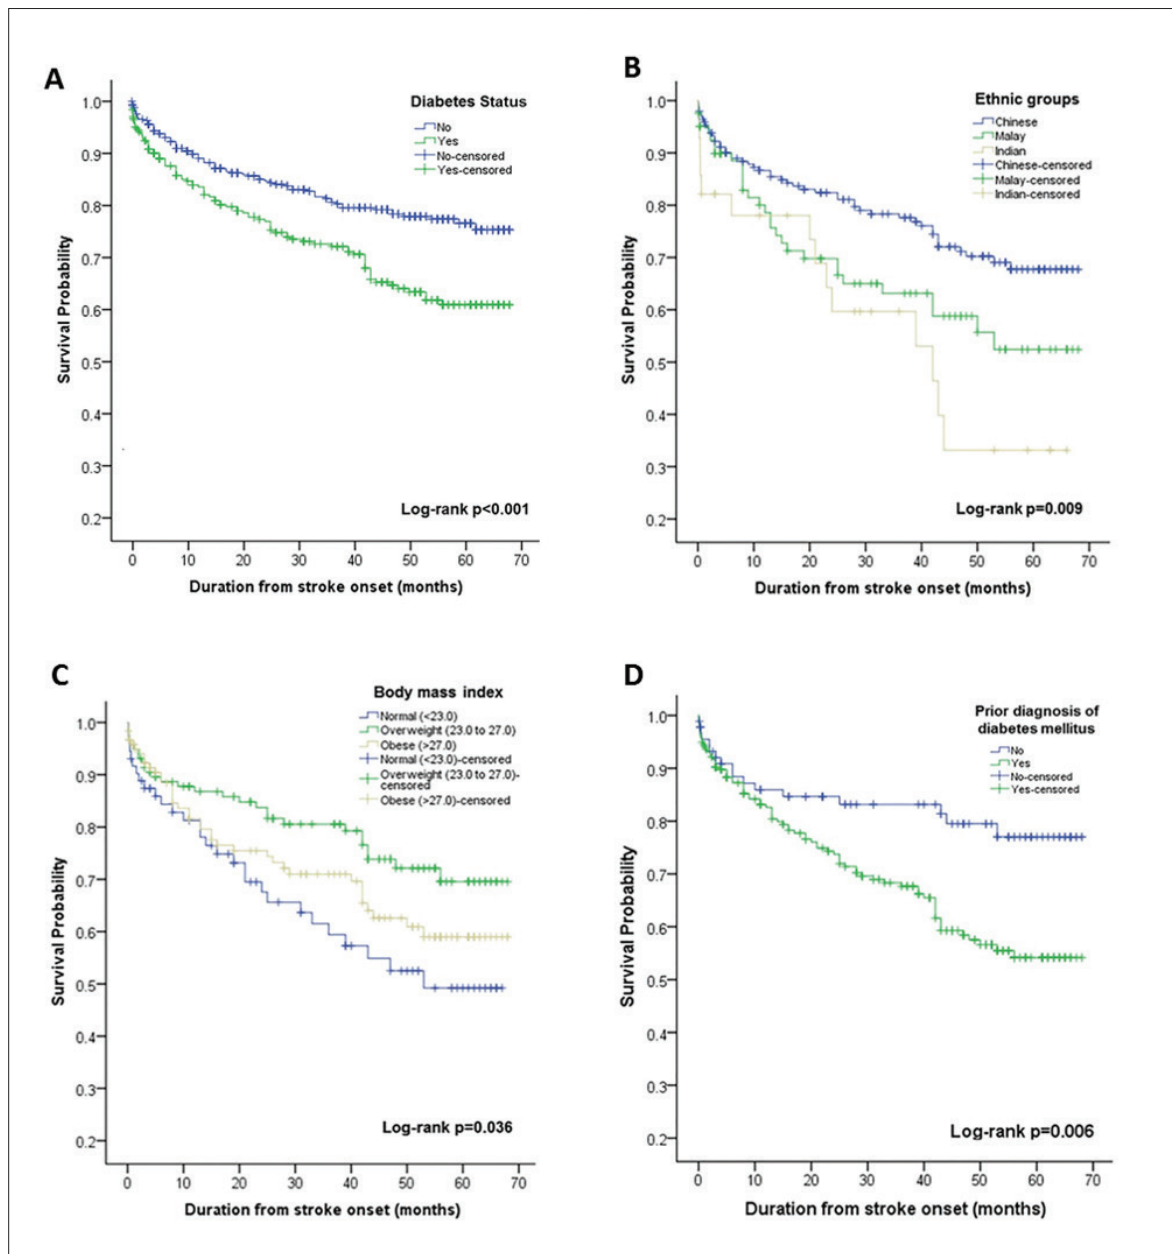 A
Diabetes Status
No
Yes
No-censored
Yes-censored
1.0
0.9
0.8
0.7
0.6
0.5
0.4
0.3
0.2
Survival Probability
Log-rank p<0.001
0 10 20 30 40 50 60 70
Duration from stroke onset (months)
B
Ethnic groups
Chinese
Malay
Indian
Chinese-censored
Malay-censored
Indian-censored
1.0
0.9
0.8
0.7
0.6
0.5
0.4
0.3
0.2
Survival Probability
Log-rank p=0.009
0 10 20 30 40 50 60 70
Duration from stroke onset (months)
C
Body mass index
Normal (<23.0)
Overweight (23.0 to 27.0)
Obese (>27.0)
Normal (<23.0)-censored
Overweight (23.0 to 27.0)-
censored
Obese (>27.0)-censored
1.0
0.9
0.8
0.7
0.6
0.5
0.4
0.3
0.2
Survival Probability
Log-rank p=0.036
0 10 20 30 40 50 60 70
Duration from stroke onset (months)
D
Prior diagnosis of
diabetes mellitus
No
Yes
No-censored
Yes-censored
1.0
0.9
0.8
0.7
0.6
0.5
0.4
0.3
0.2
Survival Probability
Log-rank p=0.006
0 10 20 30 40 50 60 70
Duration from stroke onset (months)